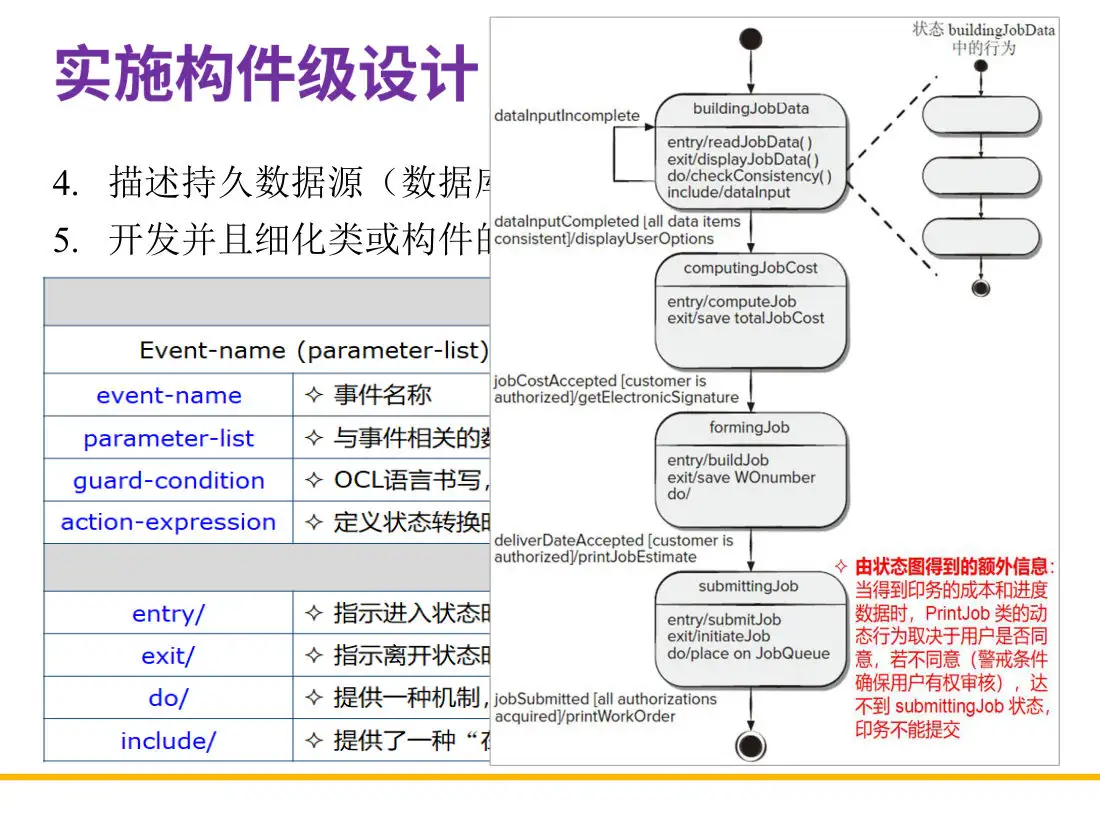 实施构件级设计
4. 描述持久数据源（数据
5. 开发并且细化类或构件
Event-name (parameter-list)
event-name ✧ 事件名称
parameter-list ✧ 与事件相关的
guard-condition ✧ OCL语言书写，
action-expression ✧ 定义状态转换
entry/ ✧ 指示进入状态
exit/ ✧ 指示离开状态
do/ ✧ 提供一种机制，
include/ ✧ 提供了一种“
dataInputIncomplete
buildingJobData
entry/readJobData( )
exit/displayJobData( )
do/checkConsistency( )
include/dataInput
dataInputCompleted [all data items
consistent]/displayUserOptions
computingJobCost
entry/computeJob
exit/save totalJobCost
jobCostAccepted [customer is
authorized]/getElectronicSignature
formingJob
entry/buildJob
exit/save WOnumber
do/
deliverDateAccepted [customer is
authorized]/printJobEstimate
submittingJob
entry/submitJob
exit/initiateJob
do/place on JobQueue
jobSubmitted [all authorizations
acquired]/printWorkOrder
状态 buildingJobData
中的行为
✧ 由状态图得到的额外信息：
当得到印务的成本和进度
数据时，PrintJob 类的动
态行为取决于用户是否同
意，若不同意（警戒条件
确保用户有权审核），达
不到 submittingJob 状态，
印务不能提交